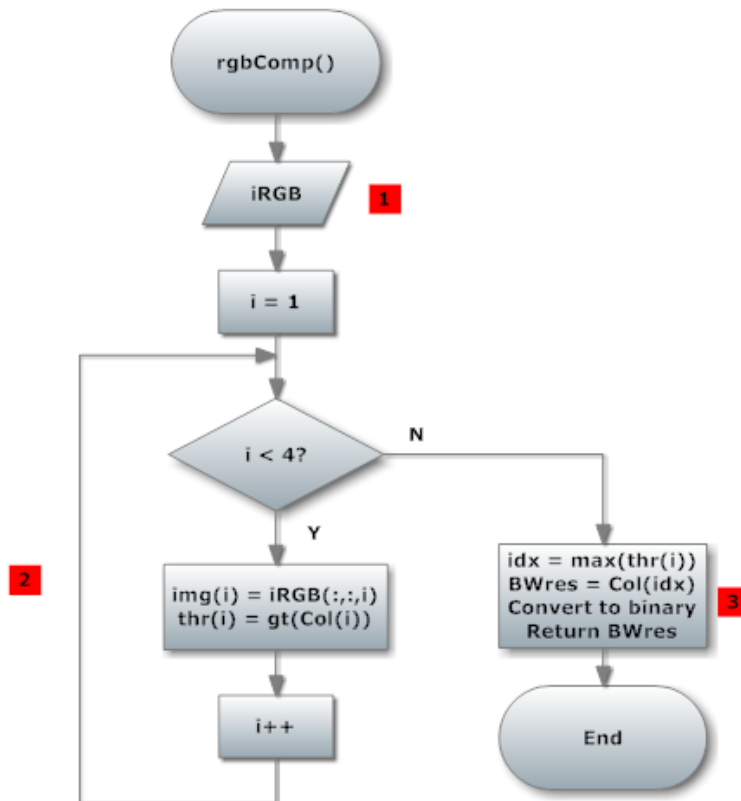 rgbComp()
iRGB
1
i = 1
i < 4?
N
Y
2
img(i) = iRGB(:,:,i)
thr(i) = gt(Col(i))
i++
idx = max(thr(i))
BWres = Col(idx)
Convert to binary
Return BWres
3
End